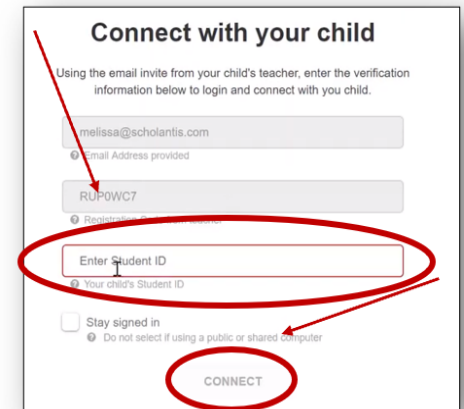 Connect with your child
Using the email invite from your child's teacher, enter the verification
information below to login and connect with you child.
melissa@scholantis.com
Email Address provided
RUP0WC7
Registration
Enter Student ID
Your child's Student ID
Stay signed in
Do not select if using a public or shared computer
CONNECT